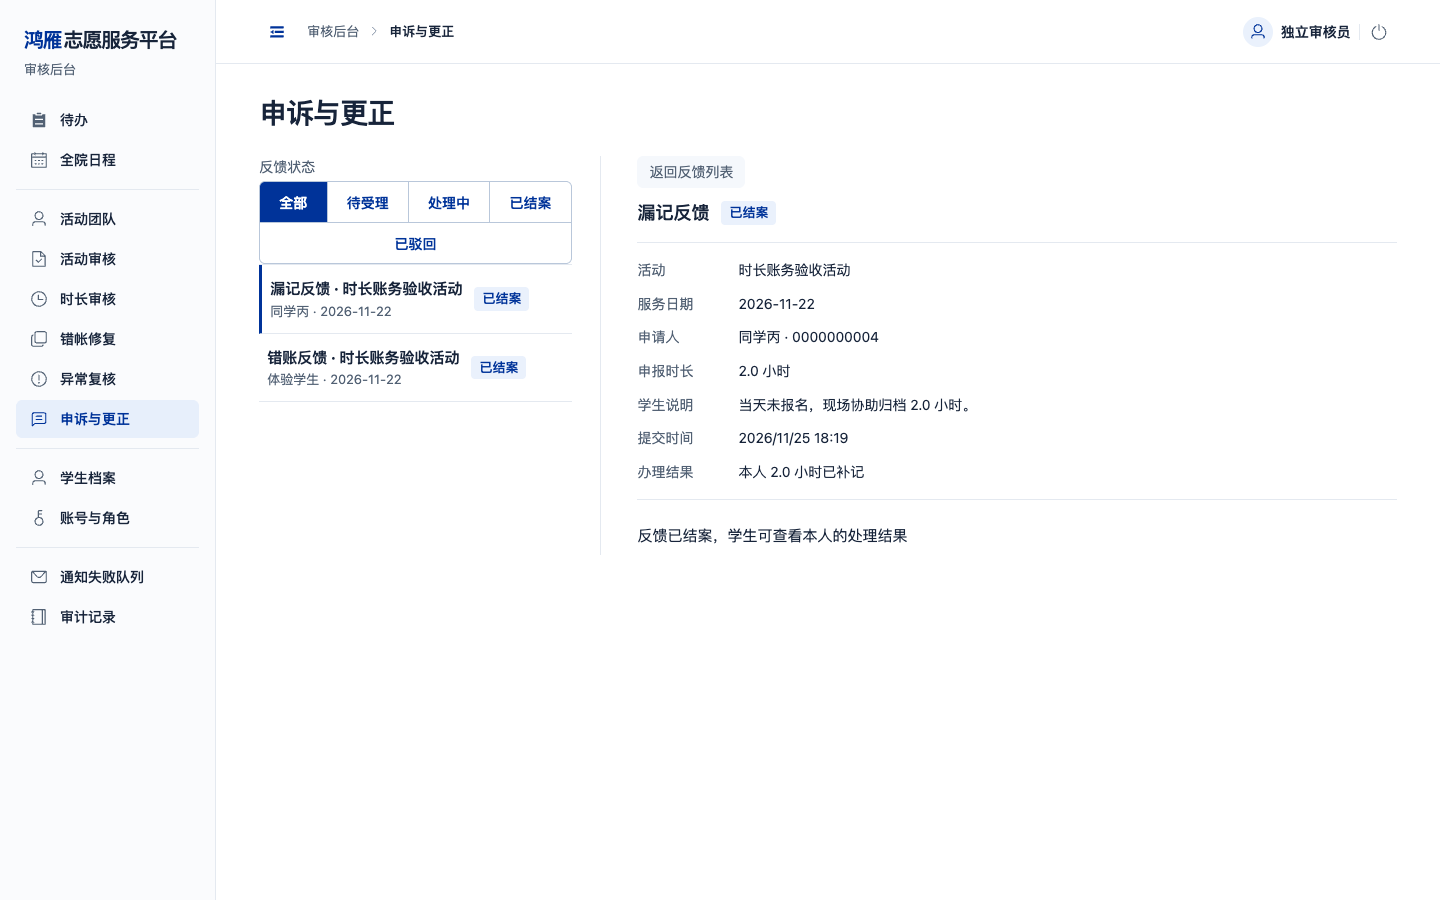 鸿雁志愿服务平台
审核后台
待办
全院日程
活动团队
活动审核
时长审核
错帐修复
异常复核
申诉与更正
学生档案
账号与角色
通知失败队列
审计记录
审核后台 > 申诉与更正
独立审核员
申诉与更正
反馈状态
全部 待受理 处理中 已结案
已驳回
漏记反馈 · 时长账务验收活动 已结案
同学丙 · 2026-11-22
错账反馈 · 时长账务验收活动 已结案
体验学生 · 2026-11-22
返回反馈列表
漏记反馈 已结案
活动 时长账务验收活动
服务日期 2026-11-22
申请人 同学丙 · 0000000004
申报时长 2.0 小时
学生说明 当天未报名，现场协助归档 2.0 小时。
提交时间 2026/11/25 18:19
办理结果 本人 2.0 小时已补记
反馈已结案，学生可查看本人的处理结果